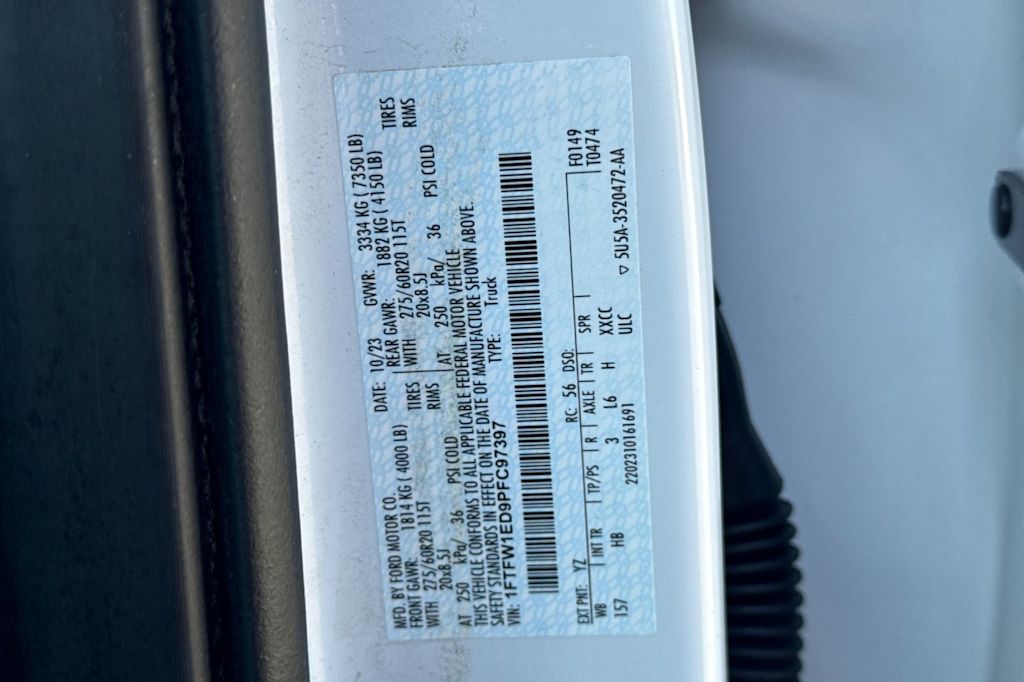 MFD. BY FORD MOTOR CO.
DATE: 10/23 GVWR: 3334 KG ( 7350 LB)
FRONT GAWR: 1814 KG ( 4000 LB) REAR GAWR: 1882 KG ( 4150 LB)
WITH 275/60R20 115T TIRES WITH 275/60R20 115T TIRES
20x8.5J RIMS 20x8.5J RIMS
AT 250 kPa/ 36 PSI COLD AT 250 kPa/ 36 PSI COLD
THIS VEHICLE CONFORMS TO ALL APPLICABLE FEDERAL MOTOR VEHICLE
SAFETY STANDARDS IN EFFECT ON THE DATE OF MANUFACTURE SHOWN ABOVE.
VIN: 1FTFW1ED9PFC97397 TYPE: Truck
F0149
T0474
EXT PNT: YZ RC: 56 DSO:
WB INT TR TP/PS R AXLE TR SPR
157 HB 3 L6 H XXCC
2202310161691 ULC ▽ 5U5A-3520472-AA